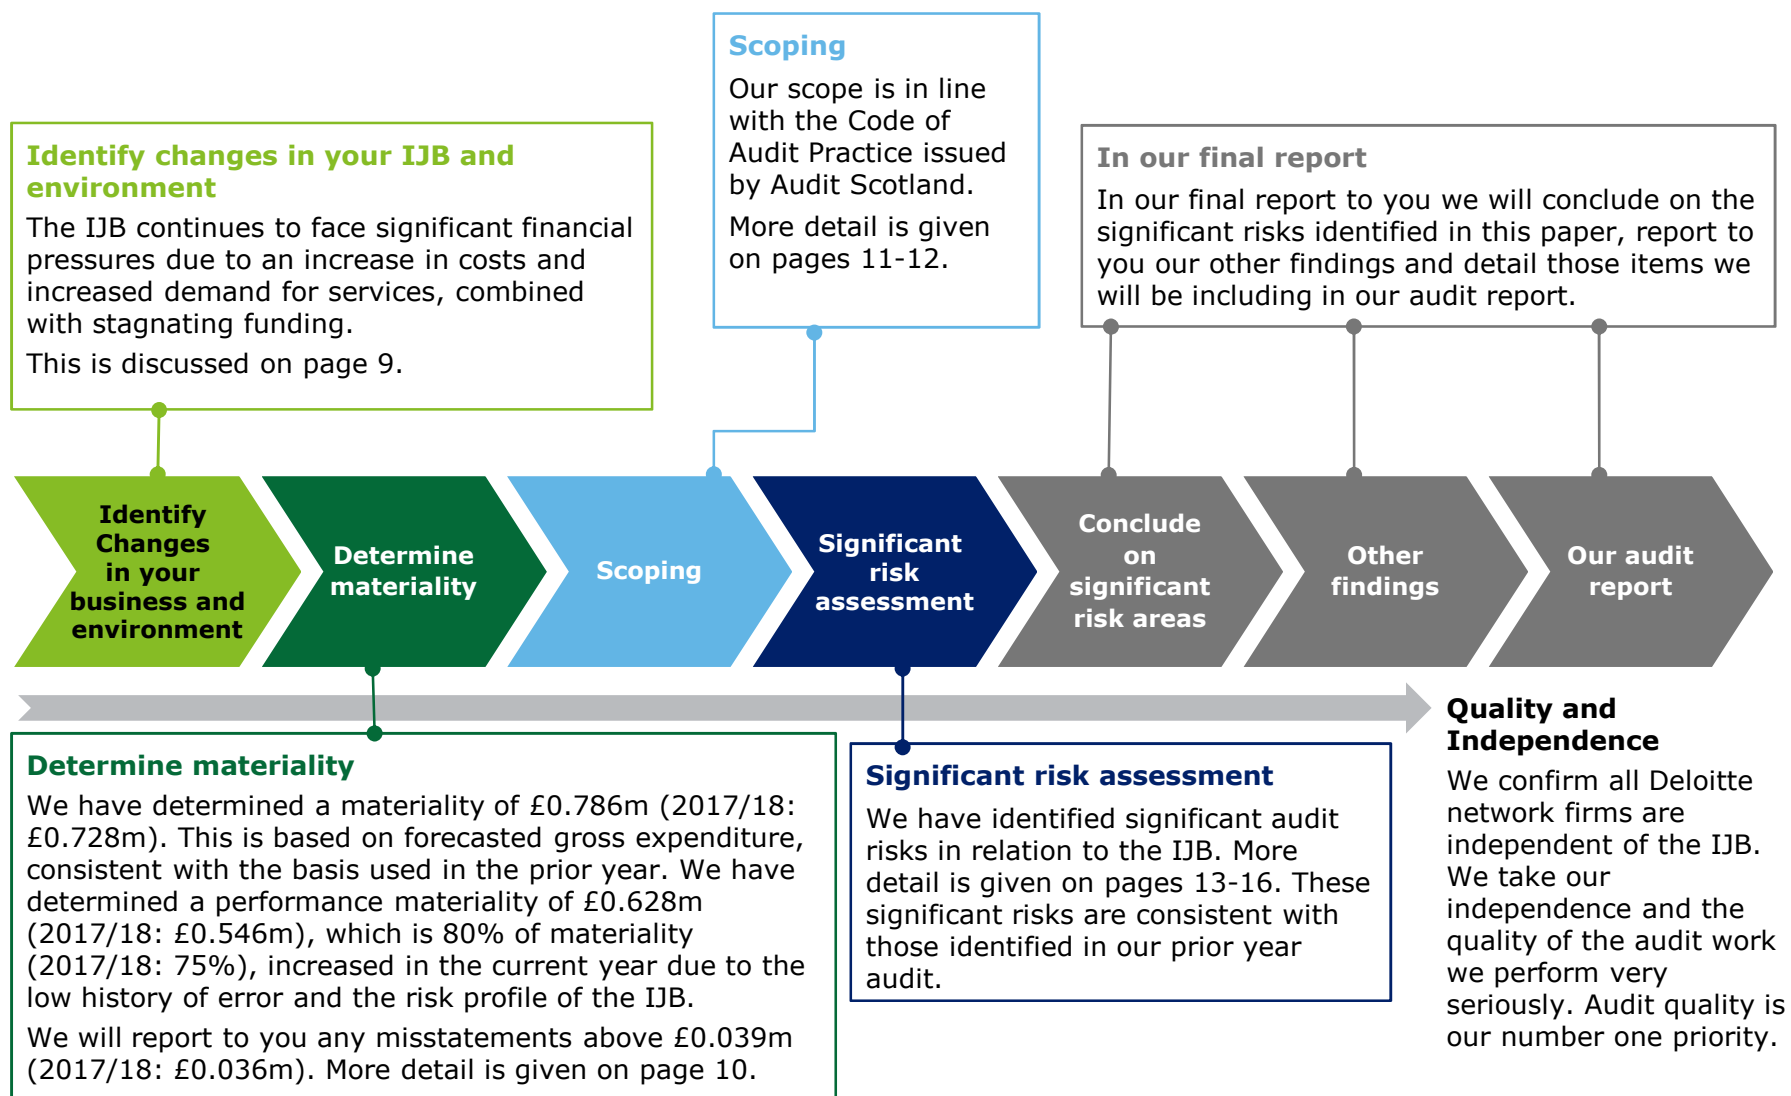 Scoping
Our scope is in line
with the Code of
Audit Practice issued
by Audit Scotland.
More detail is given
on pages 11-12.
Identify changes in your IJB and
environment
The IJB continues to face significant financial
pressures due to an increase in costs and
increased demand for services, combined
with stagnating funding.
This is discussed on page 9.
In our final report
In our final report to you we will conclude on the
significant risks identified in this paper, report to
you our other findings and detail those items we
will be including in our audit report.
Identify
Changes
in your
business and
environment
Determine
materiality
Scoping
Significant
risk
assessment
Conclude
on
significant
risk areas
Other
findings
Our audit
report
Determine materiality
We have determined a materiality of £0.786m (2017/18:
£0.728m). This is based on forecasted gross expenditure,
consistent with the basis used in the prior year. We have
determined a performance materiality of £0.628m
(2017/18: £0.546m), which is 80% of materiality
(2017/18: 75%), increased in the current year due to the
low history of error and the risk profile of the IJB.
We will report to you any misstatements above £0.039m
(2017/18: £0.036m). More detail is given on page 10.
Significant risk assessment
We have identified significant audit
risks in relation to the IJB. More
detail is given on pages 13-16. These
significant risks are consistent with
those identified in our prior year
audit.
Quality and
Independence
We confirm all Deloitte
network firms are
independent of the IJB.
We take our
independence and the
quality of the audit work
we perform very
seriously. Audit quality is
our number one priority.